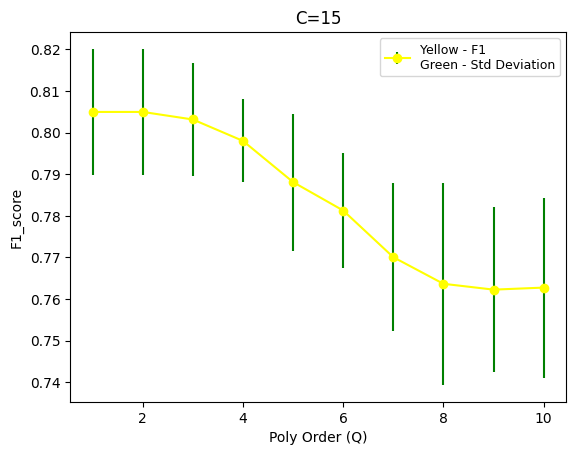 C=15
Yellow - F1
Green - Std Deviation
0.82
0.81
0.80
0.79
0.78
0.77
0.76
0.75
0.74
F1_score
2 4 6 8 10
Poly Order (Q)